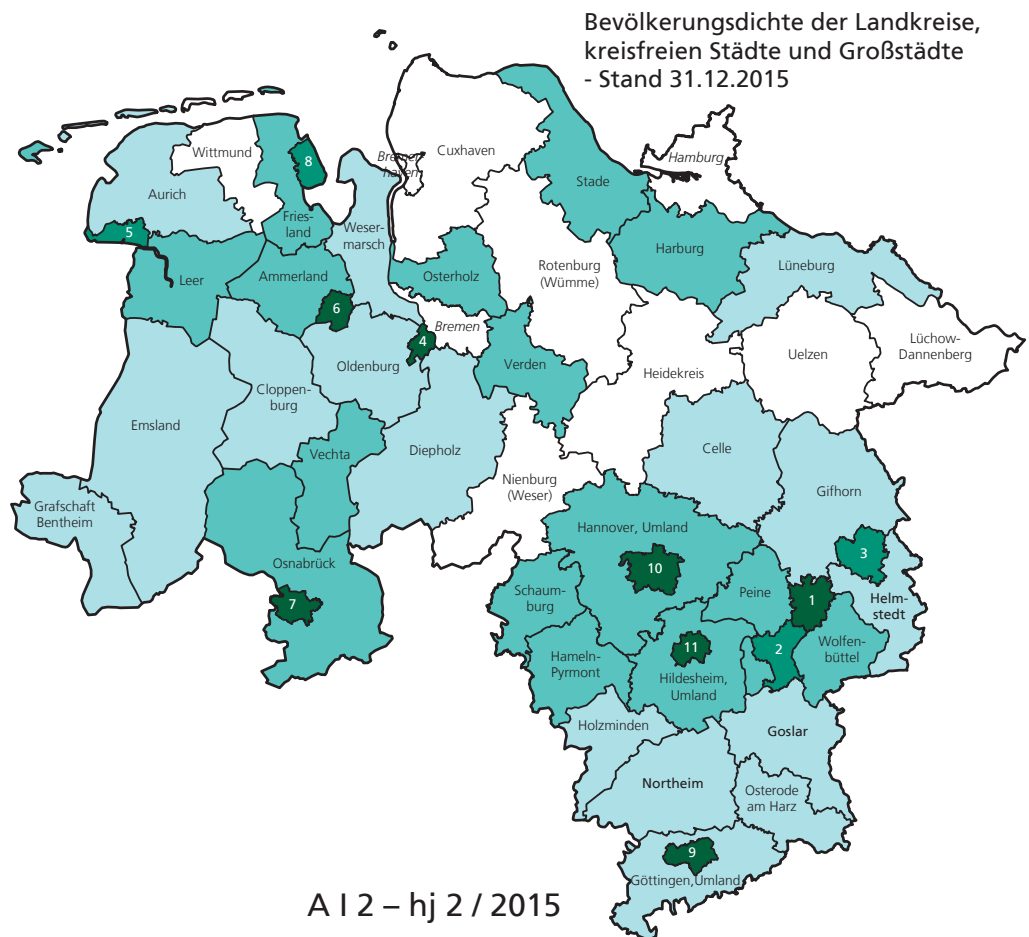 Bevölkerungsdichte der Landkreise,
kreisfreien Städte und Großstädte
- Stand 31.12.2015
Wittmund
8
Bremer-
haven
Cuxhaven
Hamburg
Aurich
Stade
5
Fries-
land
Weser-
marsch
Leer
Ammerland
Osterholz
Rotenburg
(Wümme)
Harburg
Lüneburg
6
Bremen
4
Oldenburg
Verden
Heidekreis
Uelzen
Lüchow-
Dannenberg
Cloppen-
burg
Emsland
Vechta
Diepholz
Celle
Nienburg
(Weser)
Gifhorn
Grafschaft
Bentheim
Hannover, Umland
3
Osnabrück
10
7
Schaum-
burg
Peine
1
Helm-
stedt
11
2
Wolfen-
büttel
Hameln-
Pyrmont
Hildesheim,
Umland
Holzminden
Goslar
Northeim
Osterode
am Harz
9
Göttingen,Umland
A I 2 – hj 2 / 2015